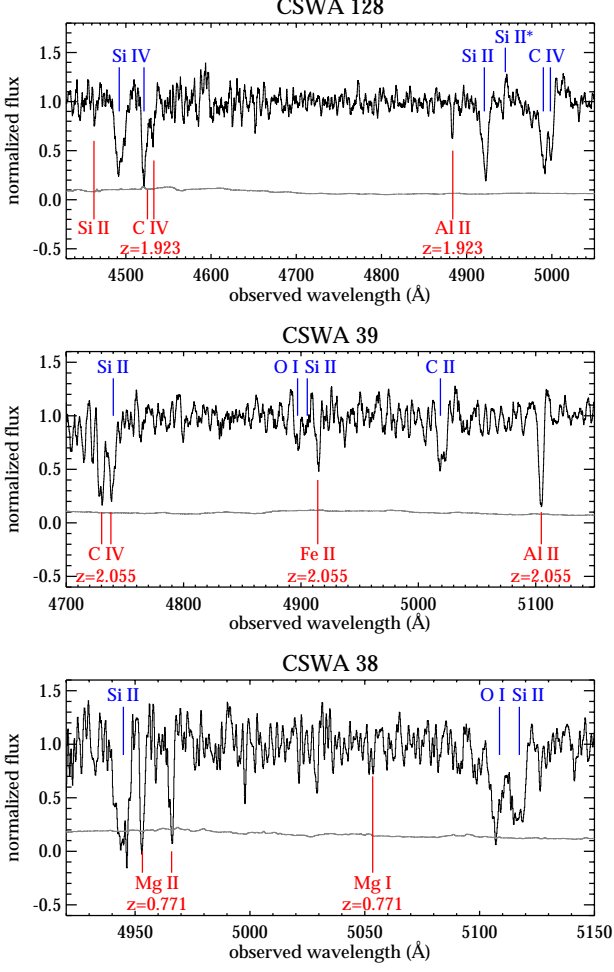 CSWA 128
Si IV
Si II
Si II*
C IV
1.5
1.0
0.5
0.0
-0.5
normalized flux
Si II
C IV
z=1.923
Al II
z=1.923
4500 4600 4700 4800 4900 5000
observed wavelength (Å)
CSWA 39
Si II
O I Si II
C II
1.5
1.0
0.5
0.0
-0.5
normalized flux
C IV
z=2.055
Fe II
z=2.055
Al II
z=2.055
4700 4800 4900 5000 5100
observed wavelength (Å)
CSWA 38
Si II
O I Si II
1.5
1.0
0.5
0.0
-0.5
normalized flux
Mg II
z=0.771
Mg I
z=0.771
4950 5000 5050 5100 5150
observed wavelength (Å)